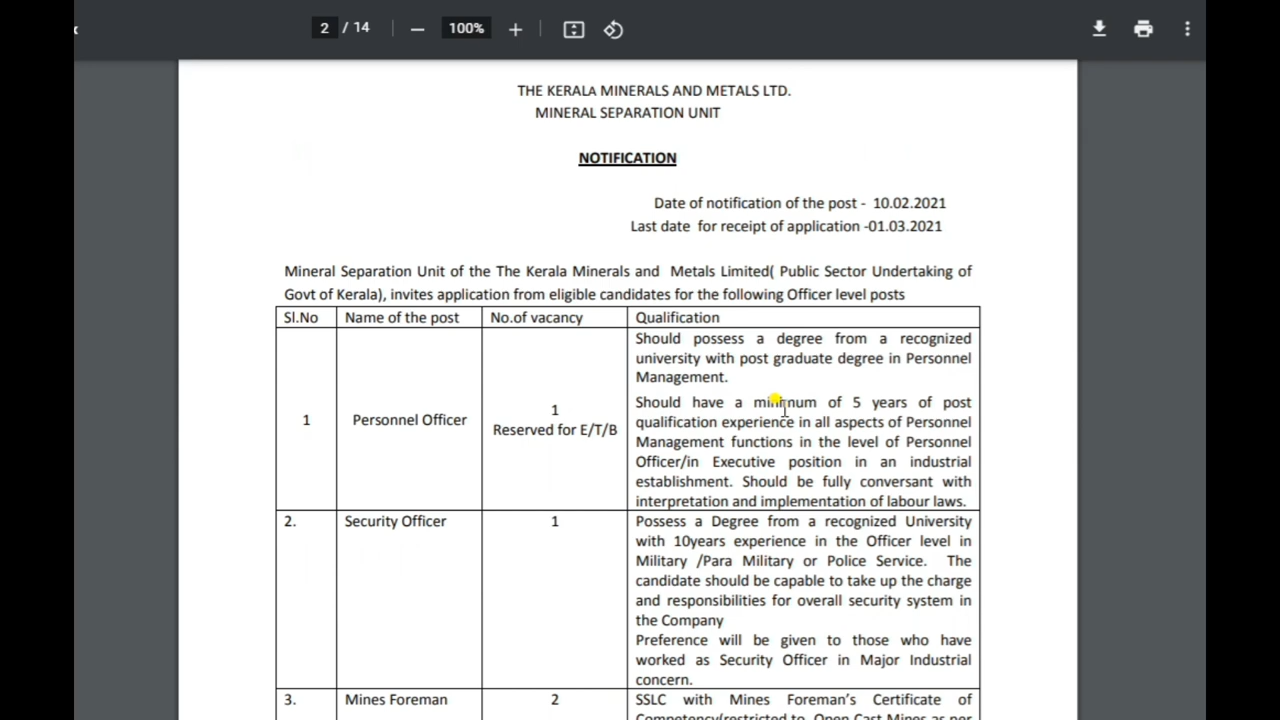 2 / 14
100%
THE KERALA MINERALS AND METALS LTD.
MINERAL SEPARATION UNIT
NOTIFICATION
Date of notification of the post - 10.02.2021
Last date for receipt of application -01.03.2021
Mineral Separation Unit of the The Kerala Minerals and Metals Limited( Public Sector Undertaking of
Govt of Kerala), invites application from eligible candidates for the following Officer level posts
Sl.No Name of the post No.of vacancy Qualification
1 Personnel Officer 1
Reserved for E/T/B
Should possess a degree from a recognized
university with post graduate degree in Personnel
Management.
Should have a minimum of 5 years of post
qualification experience in all aspects of Personnel
Management functions in the level of Personnel
Officer/in Executive position in an industrial
establishment. Should be fully conversant with
interpretation and implementation of labour laws.
2. Security Officer 1
Possess a Degree from a recognized University
with 10years experience in the Officer level in
Military /Para Military or Police Service. The
candidate should be capable to take up the charge
and responsibilities for overall security system in
the Company
Preference will be given to those who have
worked as Security Officer in Major Industrial
concern.
3. Mines Foreman 2
SSLC with Mines Foreman's Certificate of
Competency(restricted to Open Cast Mines as per